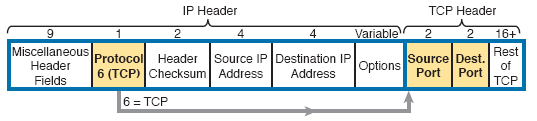 IP Header
TCP Header
9
1
2
4
4
Variable
2
2
16+
Miscellaneous
Header
Fields
Protocol
6 (TCP)
Header
Checksum
Source IP
Address
Destination IP
Address
Options
Source
Port
Dest.
Port
Rest
of
TCP
6 = TCP